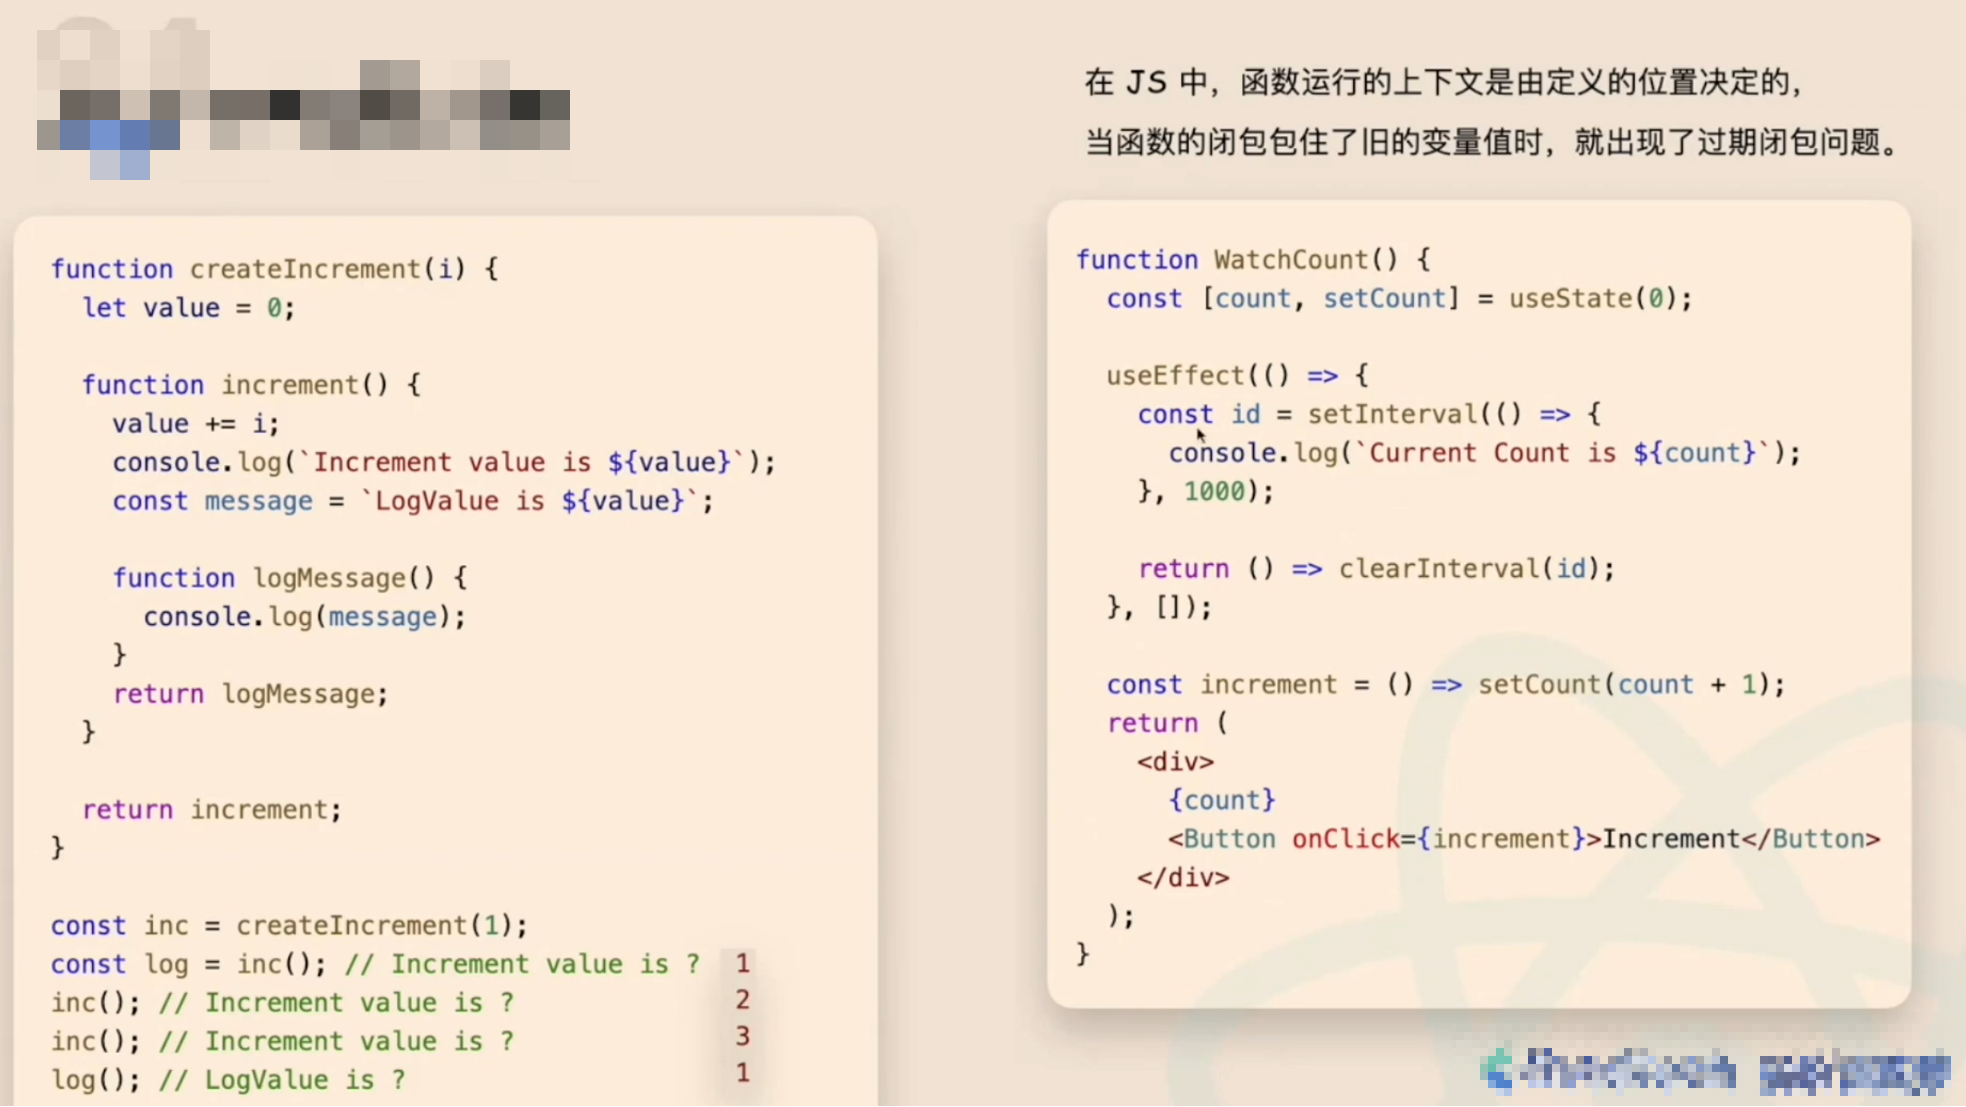 function createIncrement(i) {
let value = 0;
function increment() {
value += i;
console.log(`Increment value is ${value}`);
const message = `LogValue is ${value}`;
function logMessage() {
console.log(message);
}
return logMessage;
}
return increment;
}
const inc = createIncrement(1);
const log = inc(); // Increment value is ? 1
inc(); // Increment value is ? 2
inc(); // Increment value is ? 3
log(); // LogValue is ? 1
在 JS 中，函数运行的上下文是由定义的位置决定的，
当函数的闭包包住了旧的变量值时，就出现了过期闭包问题。
function WatchCount() {
const [count, setCount] = useState(0);
useEffect(() => {
const id = setInterval(() => {
console.log(`Current Count is ${count}`);
}, 1000);
return () => clearInterval(id);
}, []);
const increment = () => setCount(count + 1);
return (
<div>
{count}
<Button onClick={increment}>Increment</Button>
</div>
);
}